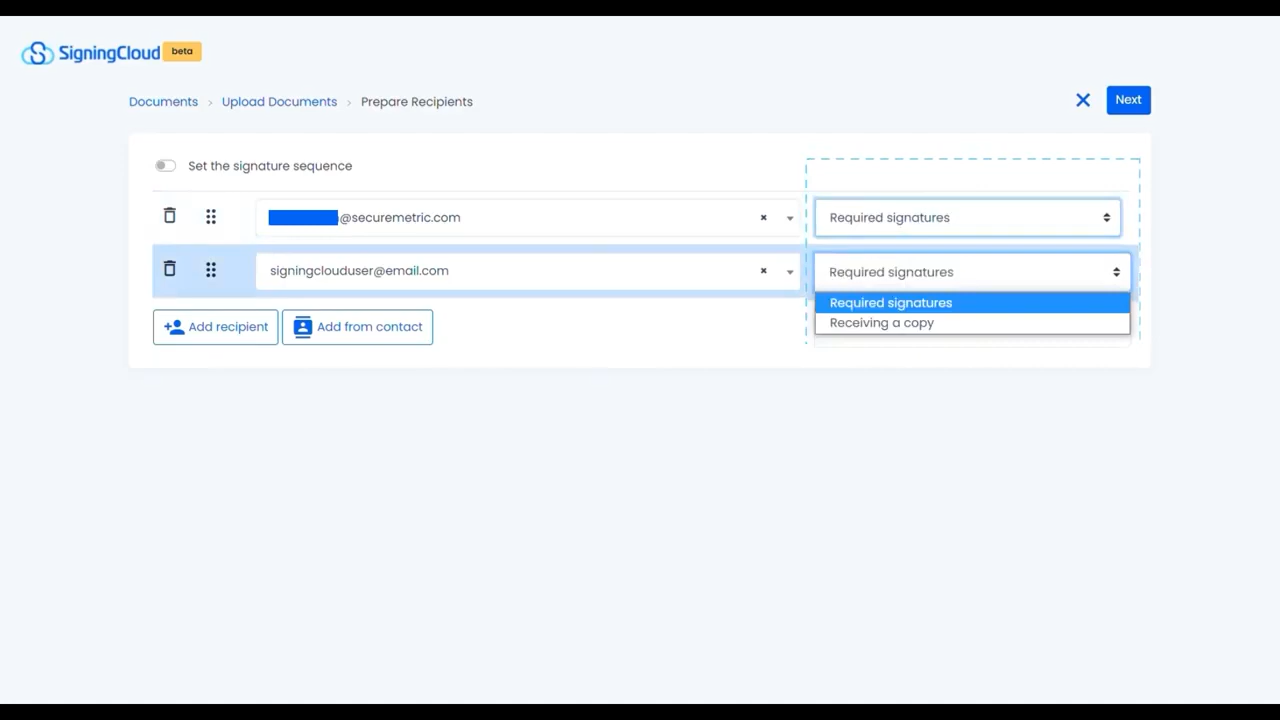 SigningCloud beta
Documents > Upload Documents > Prepare Recipients
Next
Set the signature sequence
@securemetric.com
Required signatures
signingclouduser@email.com
Required signatures
Required signatures
Receiving a copy
Add recipient
Add from contact